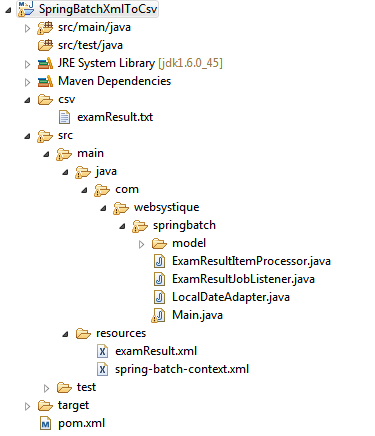 SpringBatchXmlToCsv
src/main/java
src/test/java
JRE System Library [jdk1.6.0_45]
Maven Dependencies
csv
examResult.txt
src
main
java
com
websystique
springbatch
model
ExamResultItemProcessor.java
ExamResultJobListener.java
LocalDateAdapter.java
Main.java
resources
examResult.xml
spring-batch-context.xml
test
target
pom.xml